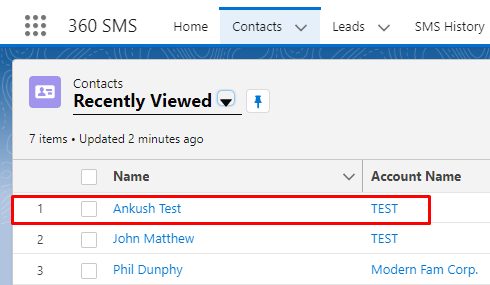 360 SMS Contacts Leads SMS History
Contacts
Recently Viewed
7 items • Updated 2 minutes ago
Name Account Name
1 Ankush Test TEST
2 John Matthew TEST
3 Phil Dunphy Modern Fam Corp.